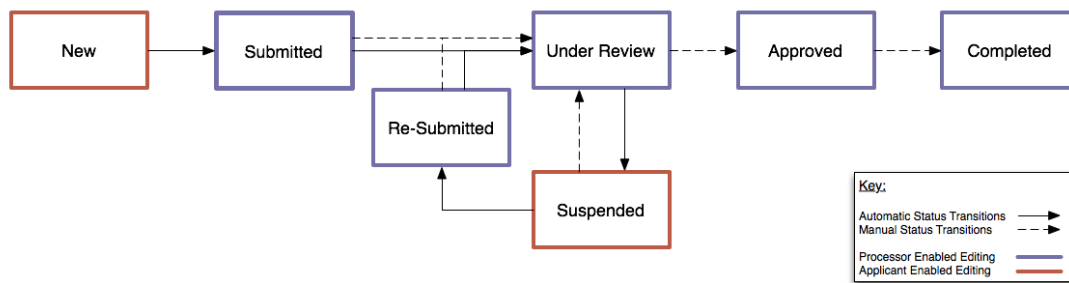 New
Submitted
Under Review
Approved
Completed
Re-Submitted
Suspended
Key:
Automatic Status Transitions
Manual Status Transitions
Processor Enabled Editing
Applicant Enabled Editing